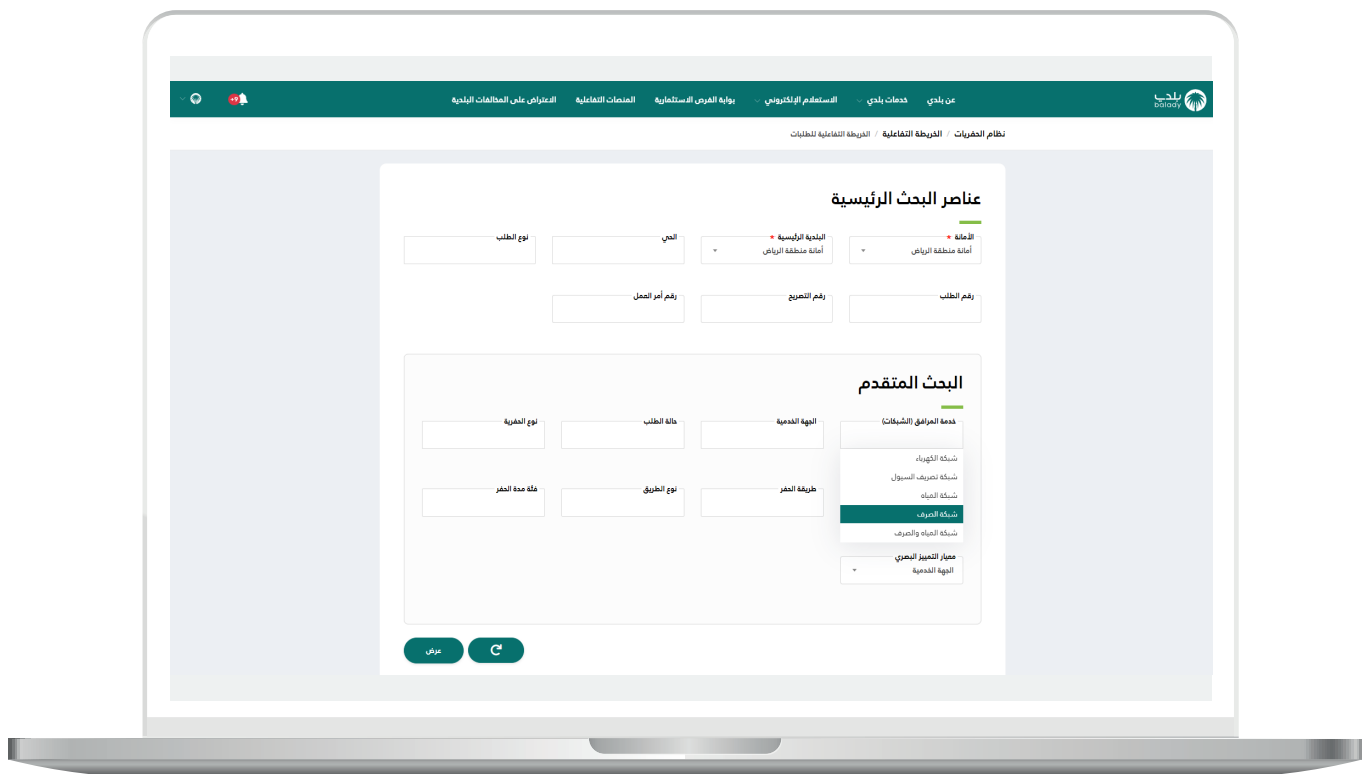 بلدي
balady
عن بلدي خدمات بلدي الاستعلام الإلكتروني بوابة الفرص الاستثمارية المنصات التفاعلية الاعتراض على المخالفات البلدية
+9
نظام الحفريات / الخريطة التفاعلية / الخريطة التفاعلية للطلبات
عناصر البحث الرئيسية
الأمانة * البلدية الرئيسية * الحي نوع الطلب
أمانة منطقة الرياض أمانة منطقة الرياض
رقم الطلب رقم التصريح رقم أمر العمل
البحث المتقدم
خدمة المرافق (الشبكات) الجهة الخدمية حالة الطلب نوع الحفرية
شبكة الكهرباء
شبكة تصريف السيول
طريقة الحفر نوع الطريق فئة مدة الحفر
شبكة المياه
شبكة الصرف
شبكة المياه والصرف
معيار التمييز البصري
الجهة الخدمية
عرض